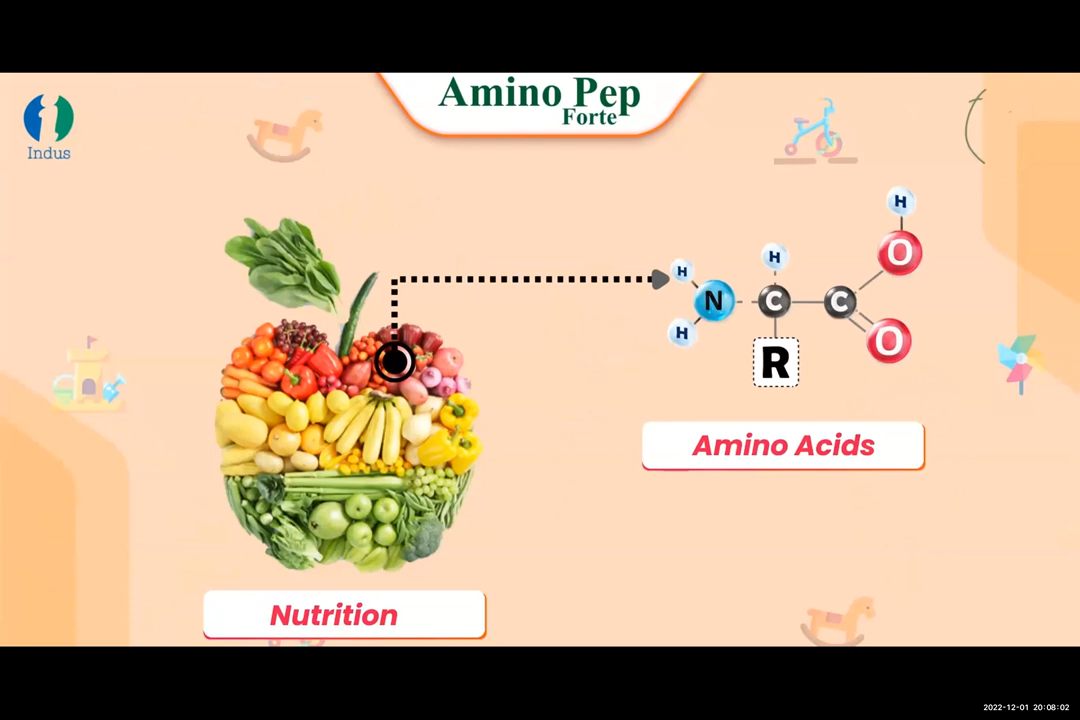 Amino Pep
Forte
Indus
H
H
H
H
N
C
C
O
O
R
Amino Acids
Nutrition
2022-12-01 20:08:02